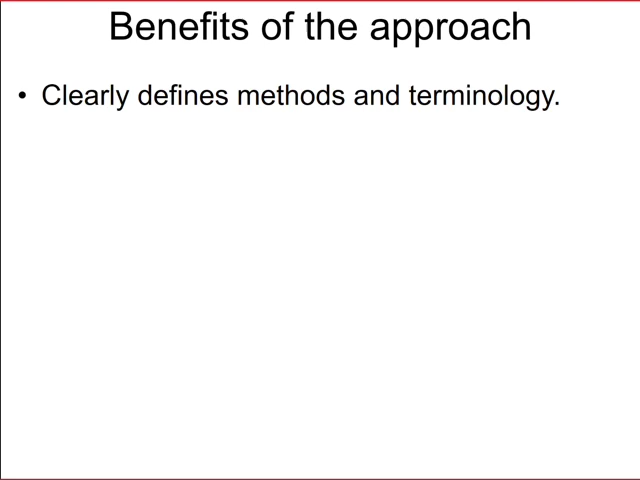 Benefits of the approach
• Clearly defines methods and terminology.